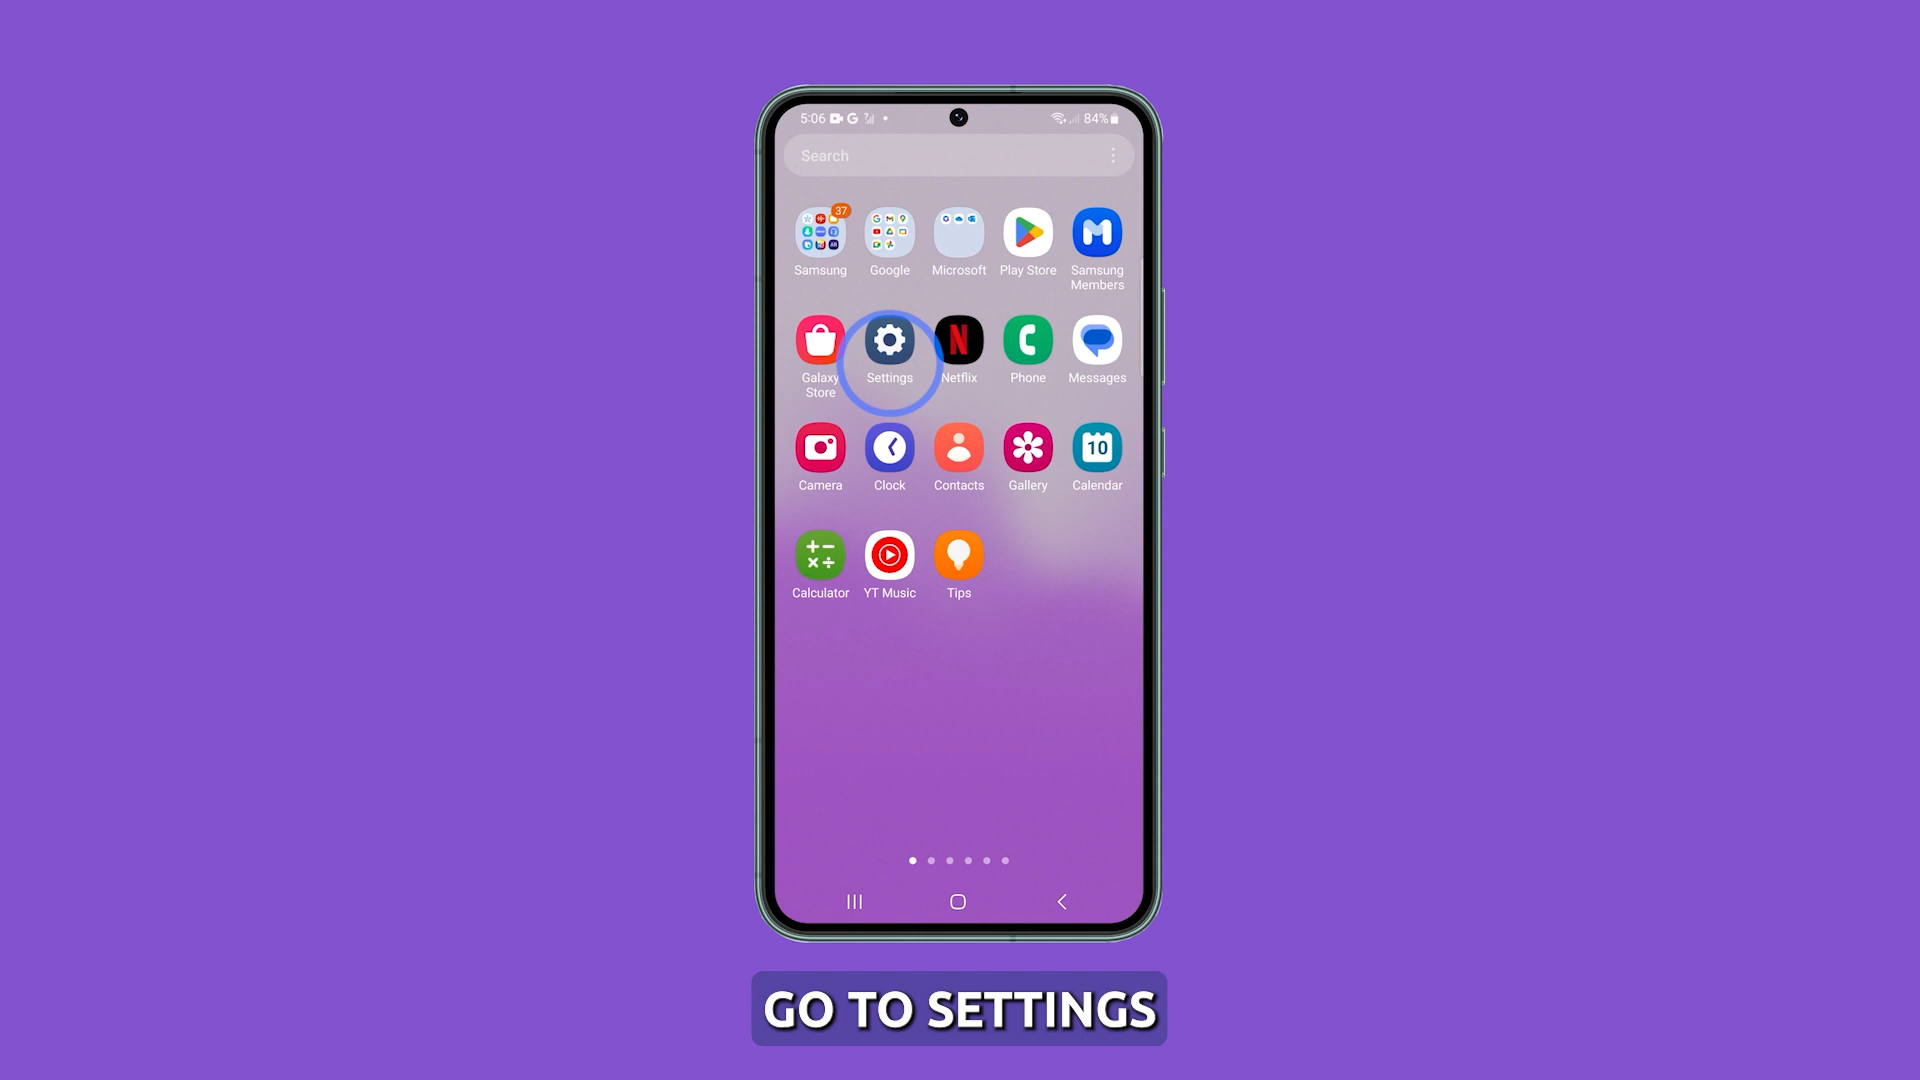 5:06 G 84%
Search
37
Samsung Google Microsoft Play Store Samsung
Members
Galaxy Settings Netflix Phone Messages
Store
10
Camera Clock Contacts Gallery Calendar
Calculator YT Music Tips
GO TO SETTINGS